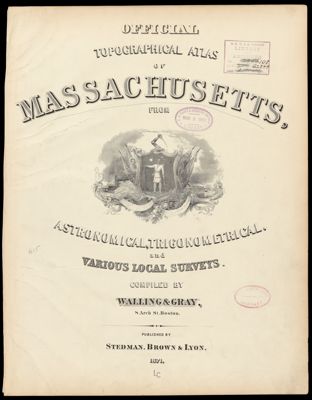 OFFICIAL
TOPOGRAPHICAL ATLAS
OF
MASSACHUSETTS,
FROM
ASTRONOMICAL, TRIGONOMETRICAL.
and
VARIOUS LOCAL SURVEYS.
COMPILED BY
WALLING & GRAY,
8 Arch St. Boston.
PUBLISHED BY
STEDMAN, BROWN & LYON.
1871.